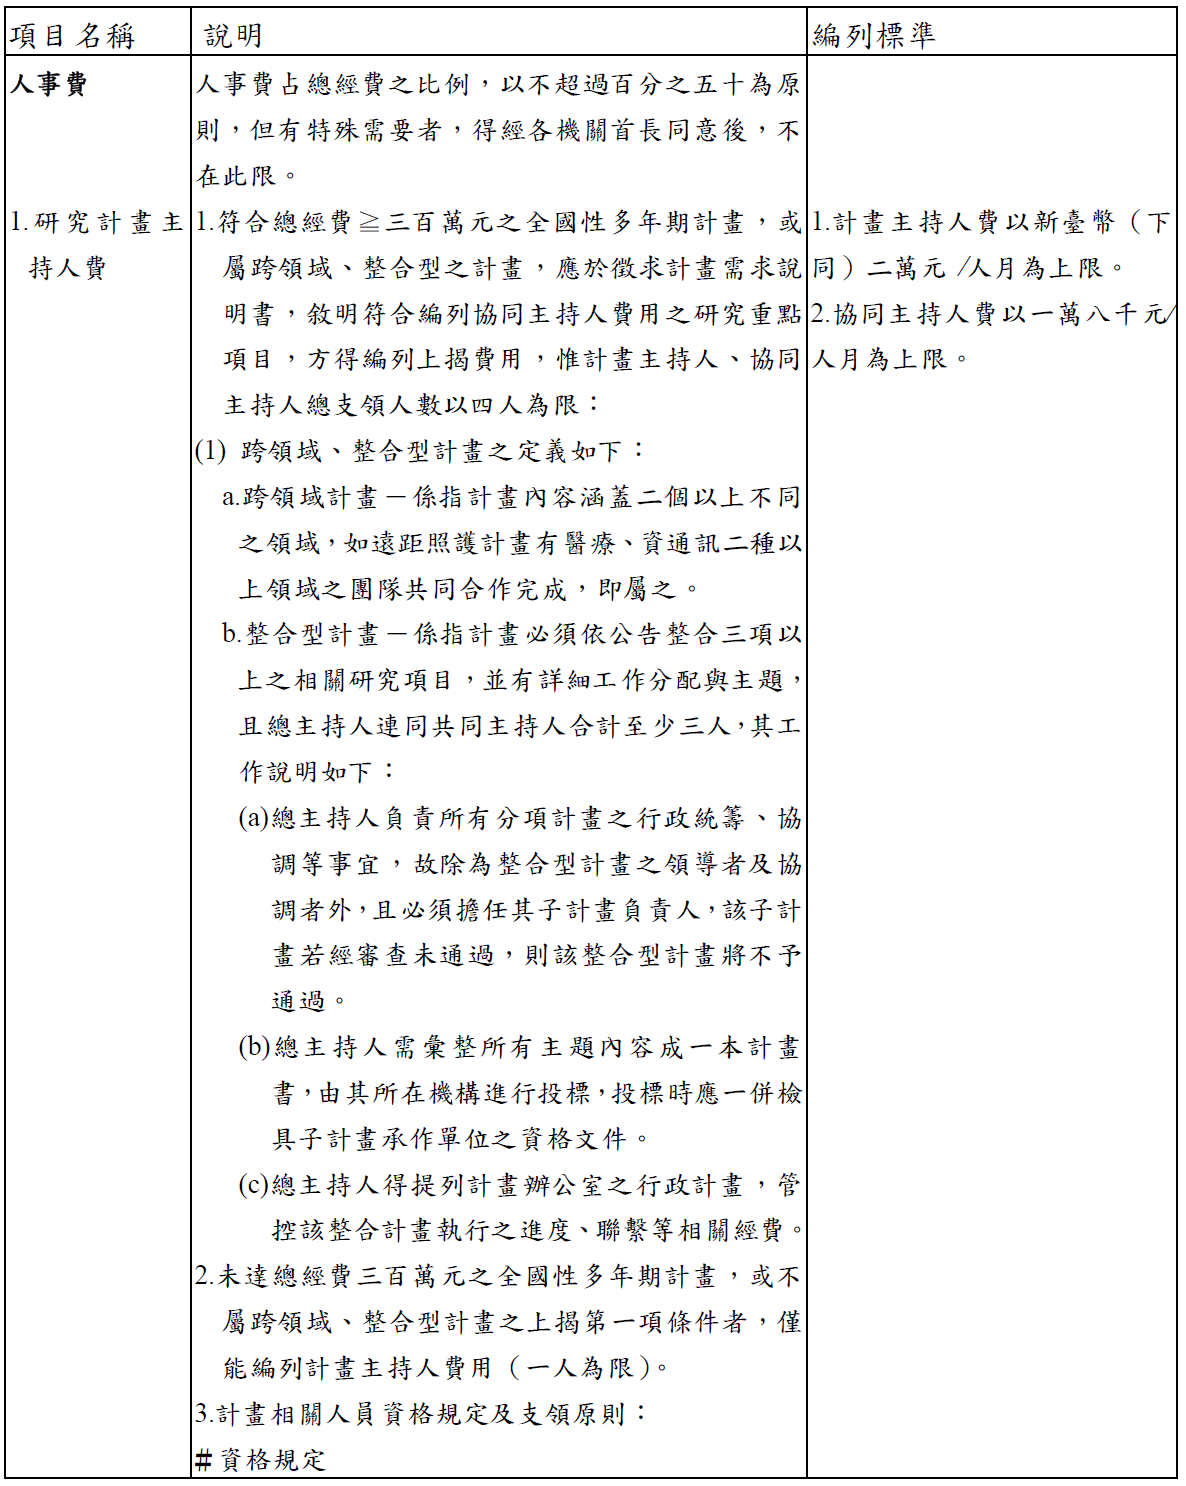 項目名稱 說明 編列標準
人事費
人事費占總經費之比例，以不超過百分之五十為原
則，但有特殊需要者，得經各機關首長同意後，不
在此限。
1.研究計畫主
持人費
1.符合總經費≧三百萬元之全國性多年期計畫，或
屬跨領域、整合型之計畫，應於徵求計畫需求說
明書，敘明符合編列協同主持人費用之研究重點
項目，方得編列上揭費用，惟計畫主持人、協同
主持人總支領人數以四人為限：
(1) 跨領域、整合型計畫之定義如下：
a.跨領域計畫－係指計畫內容涵蓋二個以上不同
之領域，如遠距照護計畫有醫療、資通訊二種以
上領域之團隊共同合作完成，即屬之。
b.整合型計畫－係指計畫必須依公告整合三項以
上之相關研究項目，並有詳細工作分配與主題，
且總主持人連同共同主持人合計至少三人，其工
作說明如下：
(a)總主持人負責所有分項計畫之行政統籌、協
調等事宜，故除為整合型計畫之領導者及協
調者外，且必須擔任其子計畫負責人，該子計
畫若經審查未通過，則該整合型計畫將不予
通過。
(b)總主持人需彙整所有主題內容成一本計畫
書，由其所在機構進行投標，投標時應一併檢
具子計畫承作單位之資格文件。
(c)總主持人得提列計畫辦公室之行政計畫，管
控該整合計畫執行之進度、聯繫等相關經費。
2.未達總經費三百萬元之全國性多年期計畫，或不
屬跨領域、整合型計畫之上揭第一項條件者，僅
能編列計畫主持人費用（一人為限）。
3.計畫相關人員資格規定及支領原則：
#資格規定
1.計畫主持人費以新臺幣（下
同）二萬元 /人月為上限。
2.協同主持人費以一萬八千元/
人月為上限。